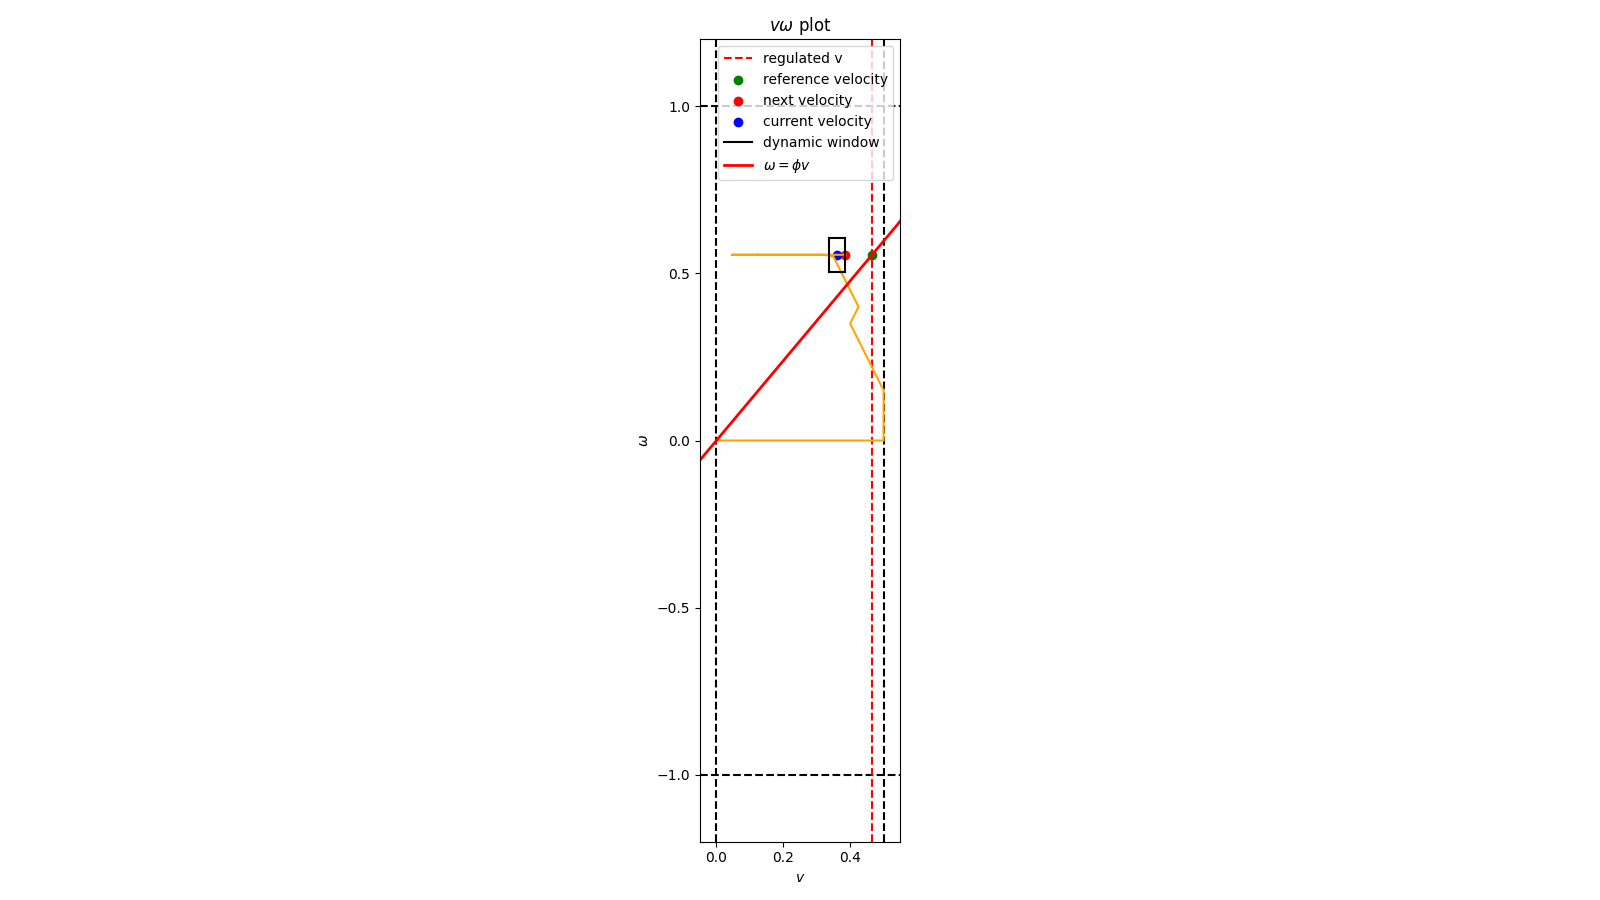 vω plot
regulated v
reference velocity
next velocity
current velocity
dynamic window
ω = ϕv
1.0
0.5
0.0
−0.5
−1.0
ω
0.0 0.2 0.4
v